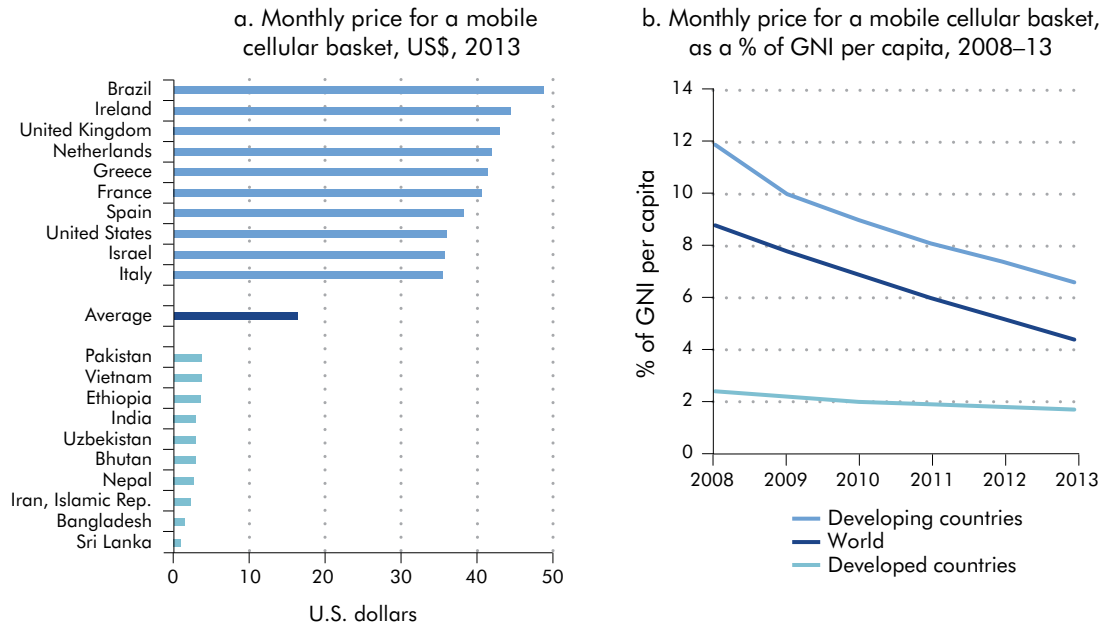 a. Monthly price for a mobile
cellular basket, US$, 2013
Brazil
Ireland
United Kingdom
Netherlands
Greece
France
Spain
United States
Israel
Italy
Average
Pakistan
Vietnam
Ethiopia
India
Uzbekistan
Bhutan
Nepal
Iran, Islamic Rep.
Bangladesh
Sri Lanka
0 10 20 30 40 50
U.S. dollars
b. Monthly price for a mobile cellular basket,
as a % of GNI per capita, 2008–13
% of GNI per capita
14
12
10
8
6
4
2
0
2008 2009 2010 2011 2012 2013
Developing countries
World
Developed countries